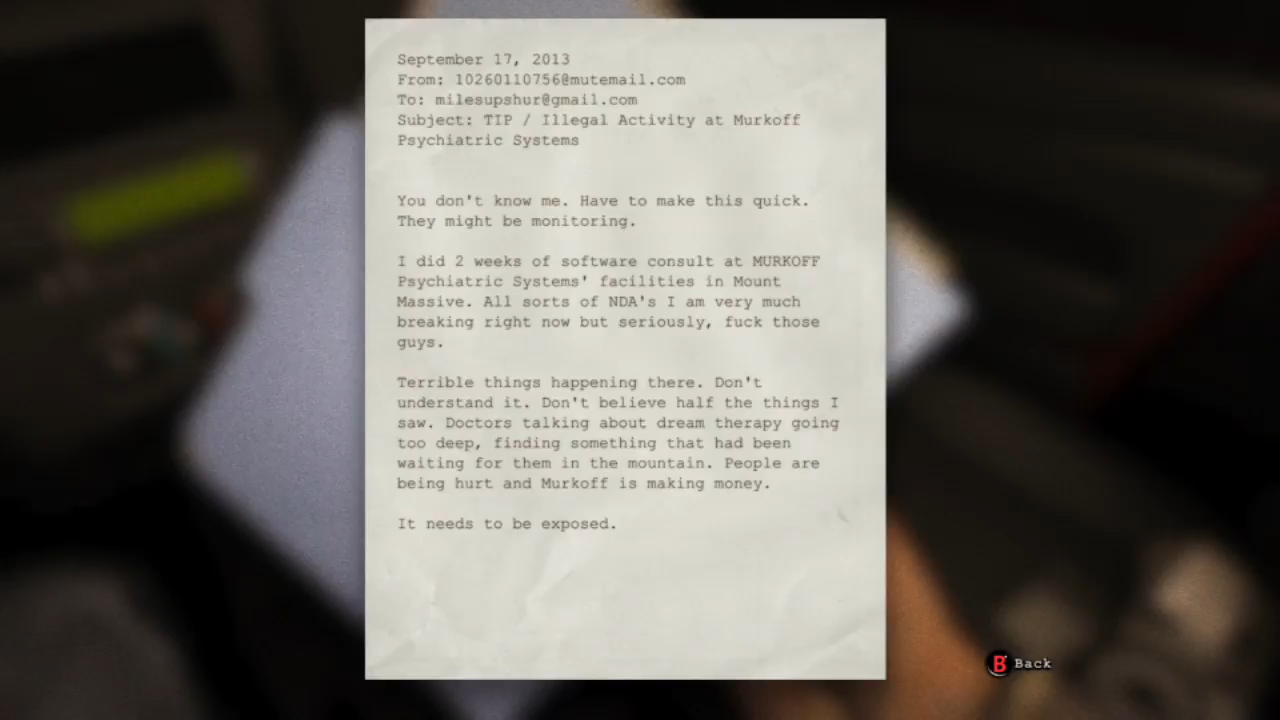 September 17, 2013
From: 10260110756@mutemail.com
To: milesupshur@gmail.com
Subject: TIP / Illegal Activity at Murkoff
Psychiatric Systems
You don't know me. Have to make this quick.
They might be monitoring.
I did 2 weeks of software consult at MURKOFF
Psychiatric Systems' facilities in Mount
Massive. All sorts of NDA's I am very much
breaking right now but seriously, fuck those
guys.
Terrible things happening there. Don't
understand it. Don't believe half the things I
saw. Doctors talking about dream therapy going
too deep, finding something that had been
waiting for them in the mountain. People are
being hurt and Murkoff is making money.
It needs to be exposed.
B Back